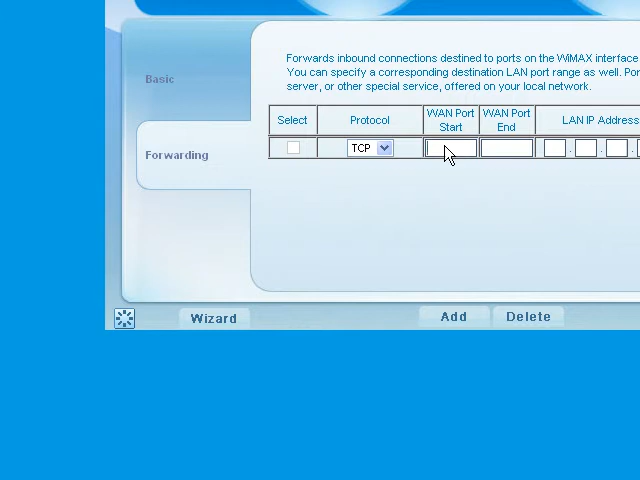 Forwards inbound connections destined to ports on the WiMAX interface
You can specify a corresponding destination LAN port range as well. Por
server, or other special service, offered on your local network.
Basic
Forwarding
Select Protocol WAN Port Start WAN Port End LAN IP Address
TCP . . .
Wizard Add Delete